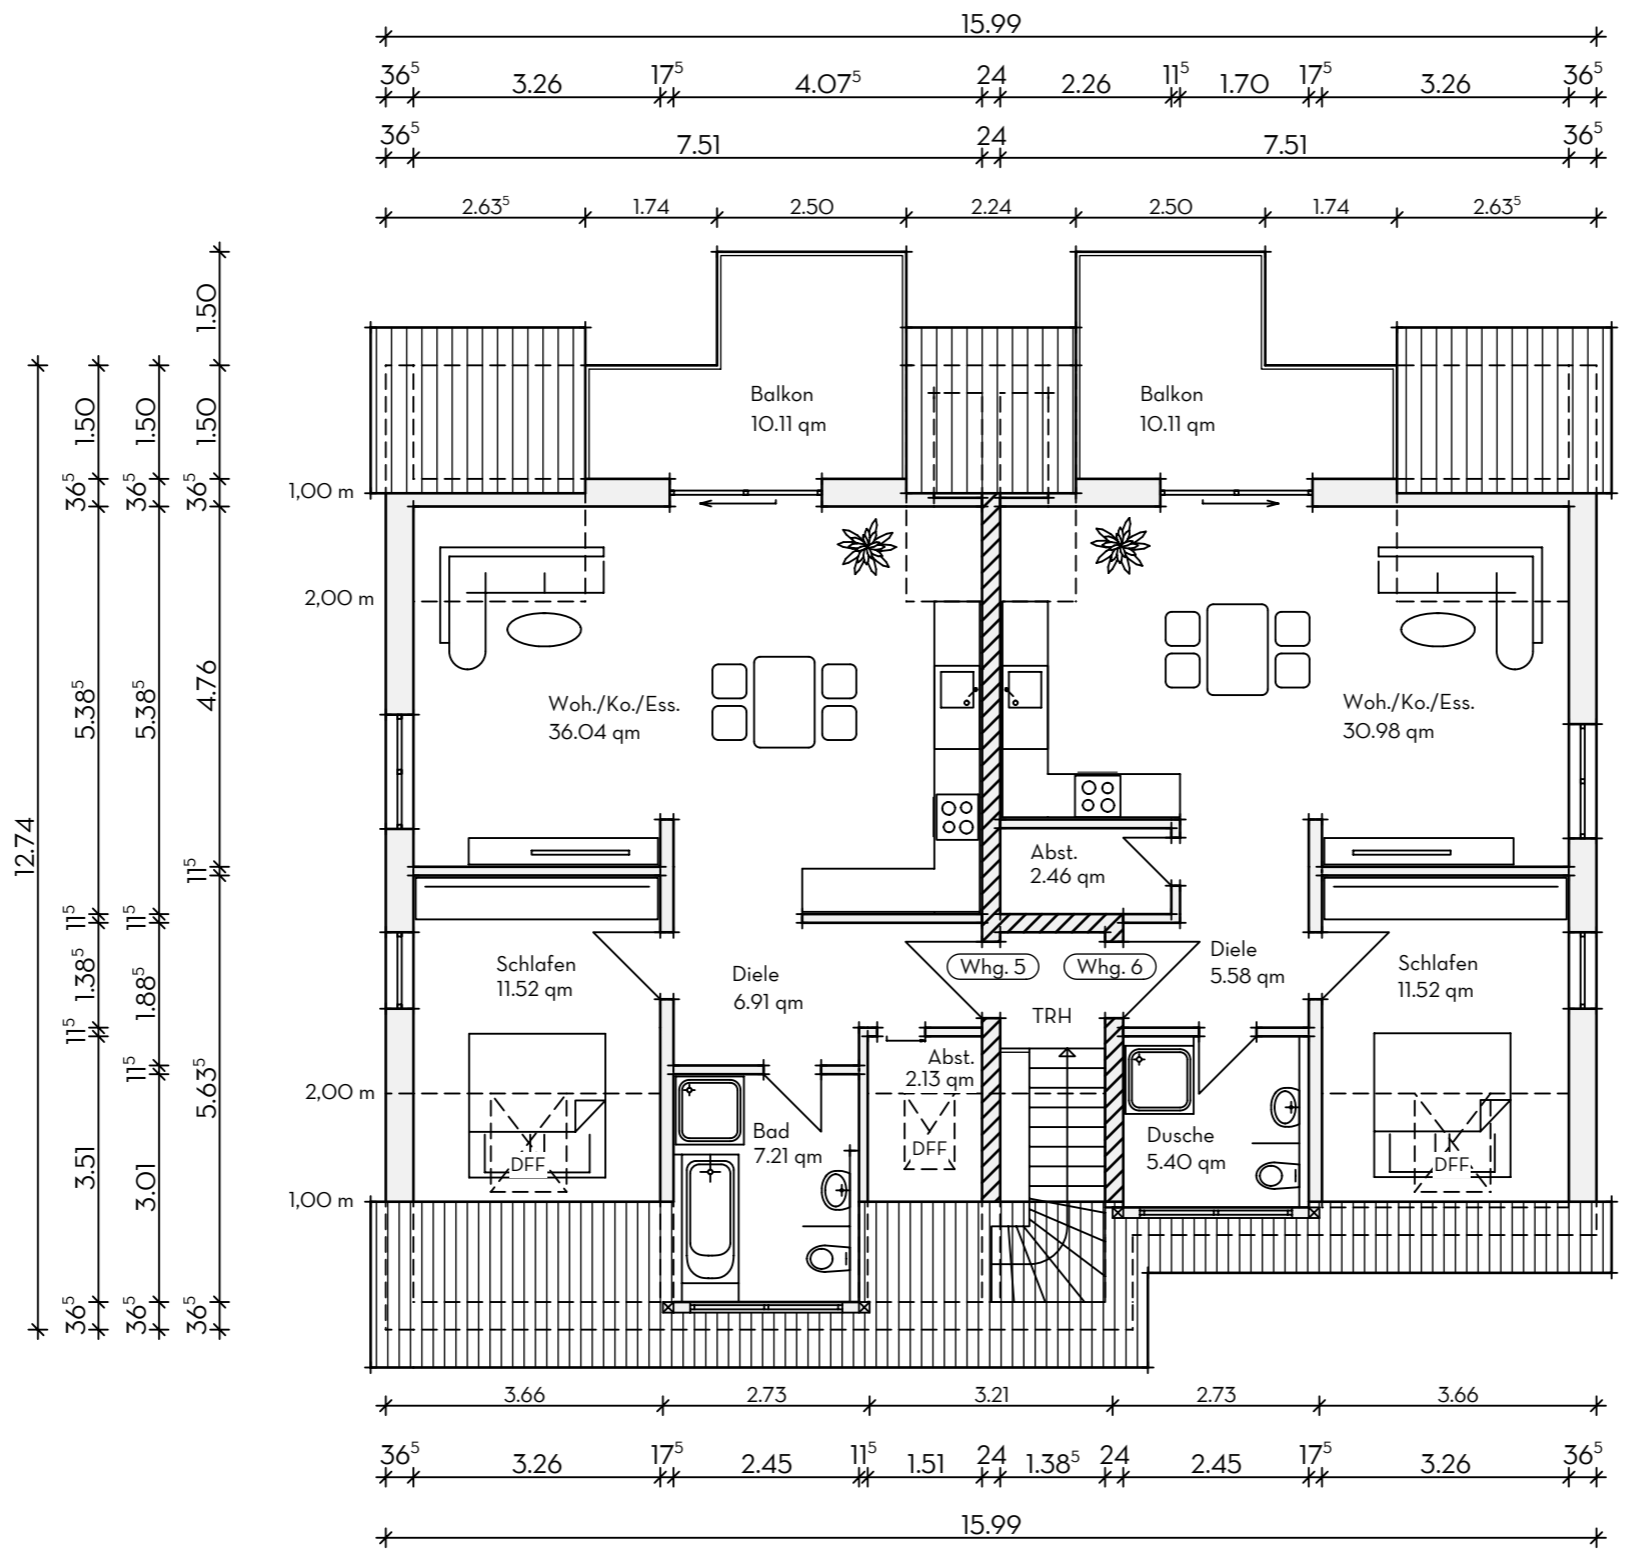 15.99
36⁵ 3.26 17⁵ 4.07⁵ 24 2.26 11⁵ 1.70 17⁵ 3.26 36⁵
36⁵ 7.51 24 7.51 36⁵
2.63⁵ 1.74 2.50 2.24 2.50 1.74 2.63⁵
1.50
1.50 1.50 1.50
36⁵ 36⁵ 36⁵
5.38⁵ 5.38⁵ 4.76
12.74
11⁵
11⁵ 11⁵
1.38⁵ 1.88⁵
11⁵ 11⁵
5.63⁵
3.51 3.01
36⁵ 36⁵ 36⁵
Balkon
10.11 qm
Balkon
10.11 qm
1,00 m
2,00 m
Woh./Ko./Ess.
36.04 qm
Woh./Ko./Ess.
30.98 qm
Abst.
2.46 qm
Schlafen
11.52 qm
Diele
6.91 qm
Whg. 5
Whg. 6
Diele
5.58 qm
Schlafen
11.52 qm
TRH
Abst.
2.13 qm
2,00 m
Bad
7.21 qm
DFF
DFF
Dusche
5.40 qm
DFF
1,00 m
3.66 2.73 3.21 2.73 3.66
36⁵ 3.26 17⁵ 2.45 11⁵ 1.51 24 1.38⁵ 24 2.45 17⁵ 3.26 36⁵
15.99